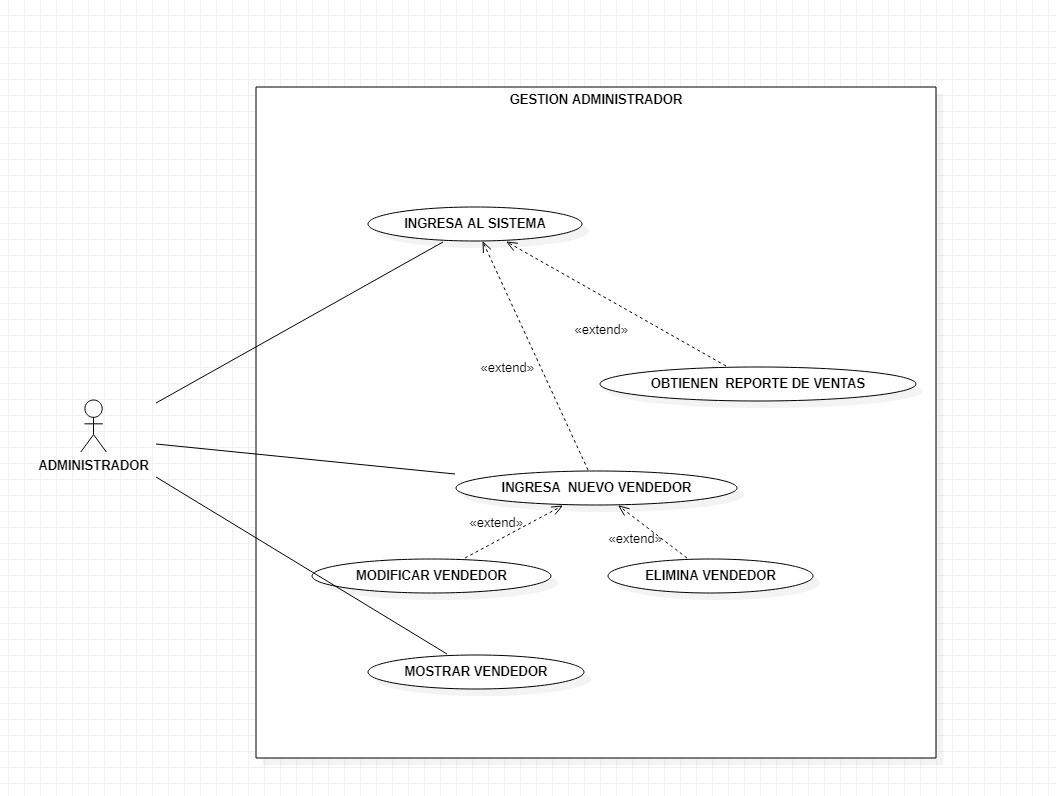 GESTION ADMINISTRADOR
INGRESA AL SISTEMA
«extend»
«extend»
OBTIENEN  REPORTE DE VENTAS
ADMINISTRADOR
INGRESA  NUEVO VENDEDOR
«extend»
«extend»
MODIFICAR VENDEDOR
ELIMINA VENDEDOR
MOSTRAR VENDEDOR